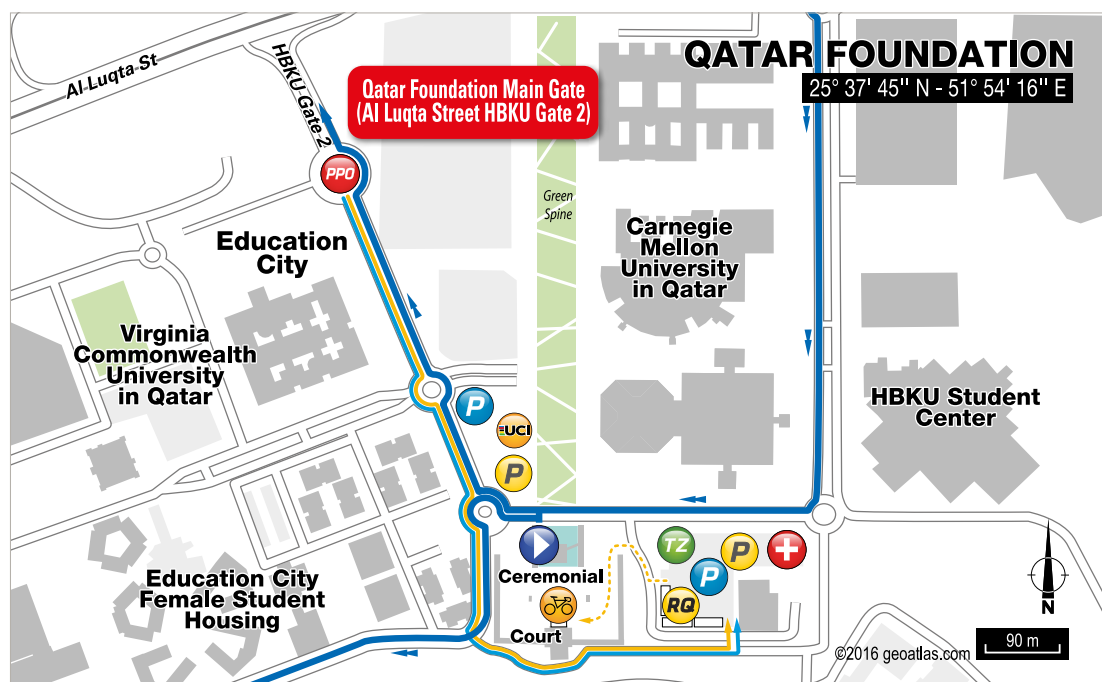 QATAR FOUNDATION
25° 37' 45'' N - 51° 54' 16'' E
Al Luqta St
HBKU Gate 2
Qatar Foundation Main Gate
(Al Luqta Street HBKU Gate 2)
PPO
Green
Spine
Education
City
Carnegie
Mellon
University
in Qatar
Virginia
Commonwealth
University
in Qatar
HBKU Student
Center
P
UCI
P
TZ
P
P
RQ
Ceremonial
Court
Education City
Female Student
Housing
N
90 m
©2016 geoatlas.com